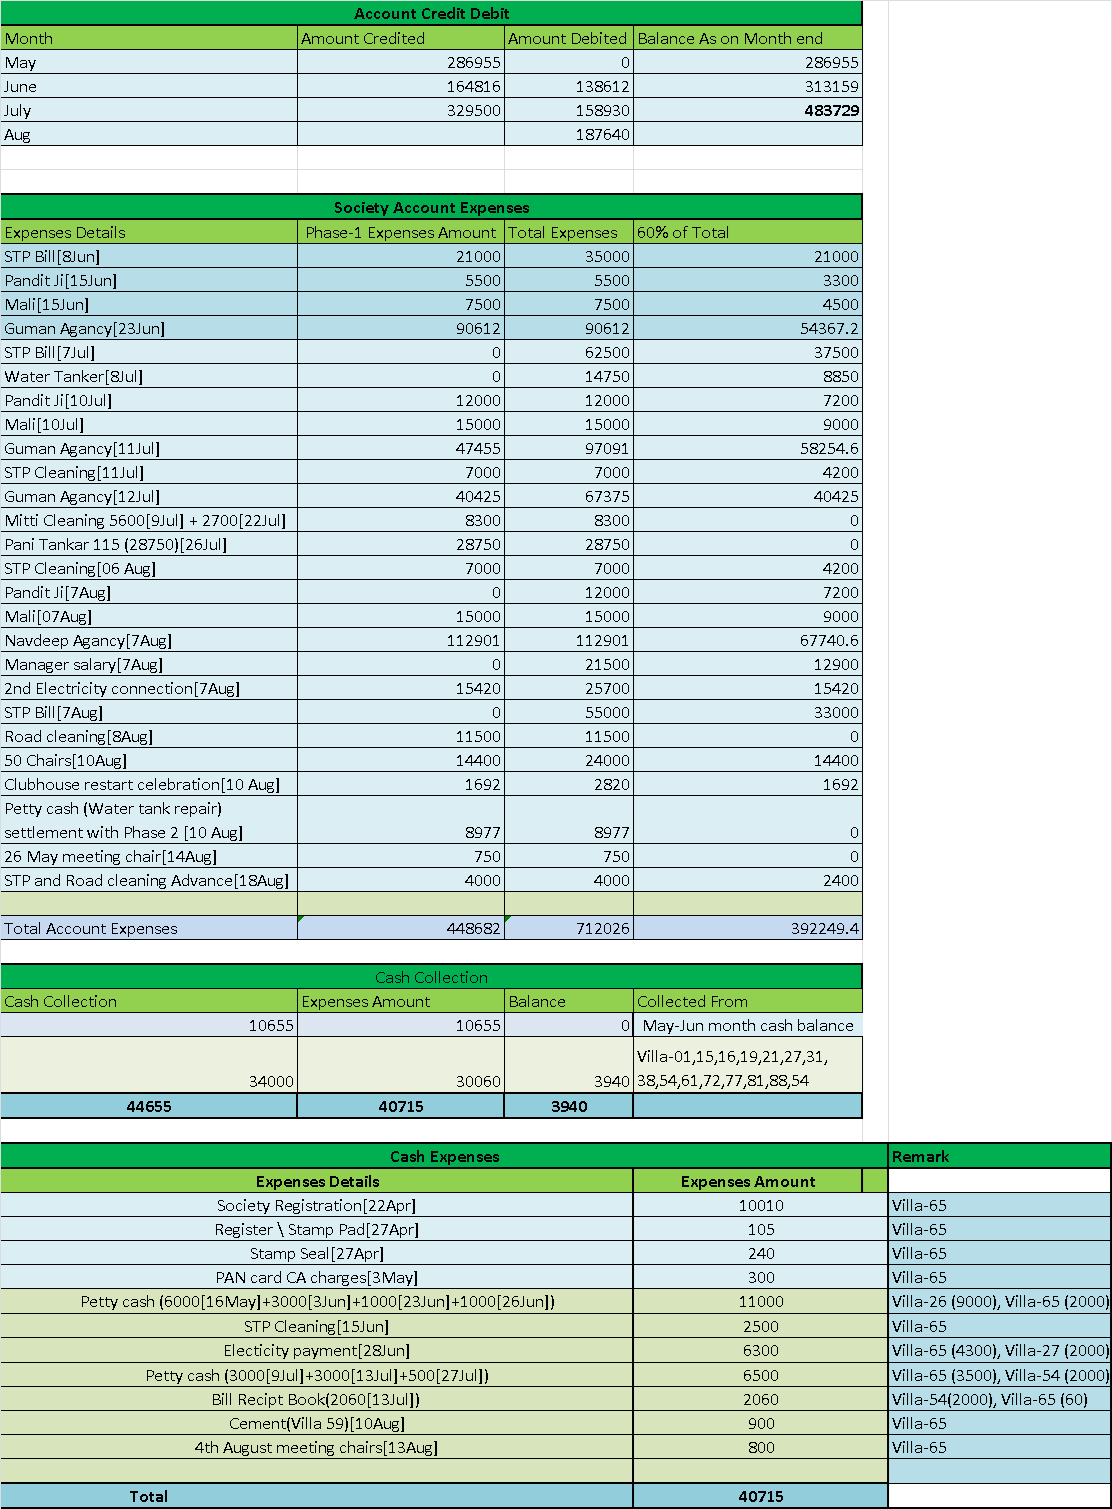 Account Credit Debit
Month Amount Credited Amount Debited Balance As on Month end
May 286955 0 286955
June 164816 138612 313159
July 329500 158930 483729
Aug 187640
Society Account Expenses
Expenses Details Phase-1 Expenses Amount Total Expenses 60% of Total
STP Bill[8Jun] 21000 35000 21000
Pandit Ji[15Jun] 5500 5500 3300
Mali[15Jun] 7500 7500 4500
Guman Agancy[23Jun] 90612 90612 54367.2
STP Bill[7Jul] 0 62500 37500
Water Tanker[8Jul] 0 14750 8850
Pandit Ji[10Jul] 12000 12000 7200
Mali[10Jul] 15000 15000 9000
Guman Agancy[11Jul] 47455 97091 58254.6
STP Cleaning[11Jul] 7000 7000 4200
Guman Agancy[12Jul] 40425 67375 40425
Mitti Cleaning 5600[9Jul] + 2700[22Jul] 8300 8300 0
Pani Tankar 115 (28750)[26Jul] 28750 28750 0
STP Cleaning[06 Aug] 7000 7000 4200
Pandit Ji[7Aug] 0 12000 7200
Mali[07Aug] 15000 15000 9000
Navdeep Agancy[7Aug] 112901 112901 67740.6
Manager salary[7Aug] 0 21500 12900
2nd Electricity connection[7Aug] 15420 25700 15420
STP Bill[7Aug] 0 55000 33000
Road cleaning[8Aug] 11500 11500 0
50 Chairs[10Aug] 14400 24000 14400
Clubhouse restart celebration[10 Aug] 1692 2820 1692
Petty cash (Water tank repair)
settlement with Phase 2 [10 Aug] 8977 8977 0
26 May meeting chair[14Aug] 750 750 0
STP and Road cleaning Advance[18Aug] 4000 4000 2400
Total Account Expenses 448682 712026 392249.4
Cash Collection
Cash Collection Expenses Amount Balance Collected From
10655 10655 0 May-Jun month cash balance
Villa-01,15,16,19,21,27,31,
34000 30060 3940 38,54,61,72,77,81,88,54
44655 40715 3940
Cash Expenses Remark
Expenses Details Expenses Amount
Society Registration[22Apr] 10010 Villa-65
Register \ Stamp Pad[27Apr] 105 Villa-65
Stamp Seal[27Apr] 240 Villa-65
PAN card CA charges[3May] 300 Villa-65
Petty cash (6000[16May]+3000[3Jun]+1000[23Jun]+1000[26Jun]) 11000 Villa-26 (9000), Villa-65 (2000)
STP Cleaning[15Jun] 2500 Villa-65
Electicity payment[28Jun] 6300 Villa-65 (4300), Villa-27 (2000)
Petty cash (3000[9Jul]+3000[13Jul]+500[27Jul]) 6500 Villa-65 (3500), Villa-54 (2000)
Bill Recipt Book(2060[13Jul]) 2060 Villa-54(2000), Villa-65 (60)
Cement(Villa 59)[10Aug] 900 Villa-65
4th August meeting chairs[13Aug] 800 Villa-65
Total 40715